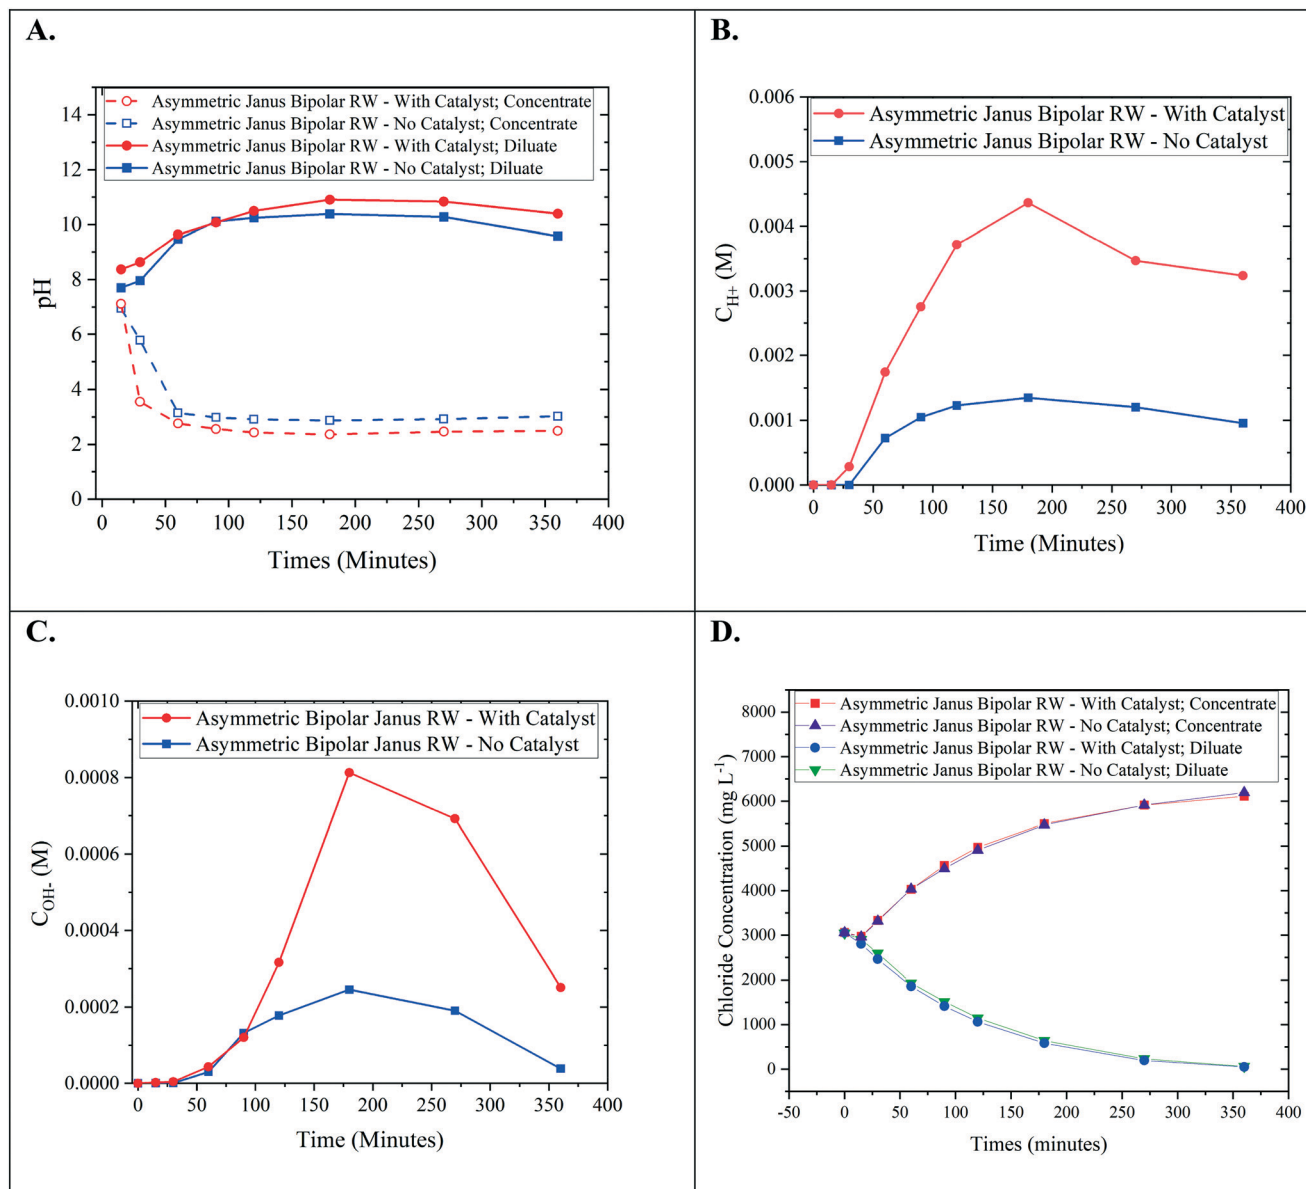 A.
Asymmetric Janus Bipolar RW - With Catalyst; Concentrate
Asymmetric Janus Bipolar RW - No Catalyst; Concentrate
Asymmetric Janus Bipolar RW - With Catalyst; Diluate
Asymmetric Janus Bipolar RW - No Catalyst; Diluate
14
12
10
8
6
4
2
0
pH
0 50 100 150 200 250 300 350 400
Times (Minutes)
B.
Asymmetric Janus Bipolar RW - With Catalyst
Asymmetric Janus Bipolar RW - No Catalyst
0.006
0.005
0.004
0.003
0.002
0.001
0.000
C_H+ (M)
0 50 100 150 200 250 300 350 400
Time (Minutes)
C.
Asymmetric Bipolar Janus RW - With Catalyst
Asymmetric Bipolar Janus RW - No Catalyst
0.0010
0.0008
0.0006
0.0004
0.0002
0.0000
C_OH- (M)
0 50 100 150 200 250 300 350 400
Time (Minutes)
D.
Asymmetric Janus Bipolar RW - With Catalyst; Concentrate
Asymmetric Janus Bipolar RW - No Catalyst; Concentrate
Asymmetric Janus Bipolar RW - With Catalyst; Diluate
Asymmetric Janus Bipolar RW - No Catalyst; Diluate
8000
7000
6000
5000
4000
3000
2000
1000
0
Chloride Concentration (mg L⁻¹)
-50 0 50 100 150 200 250 300 350 400
Times (minutes)